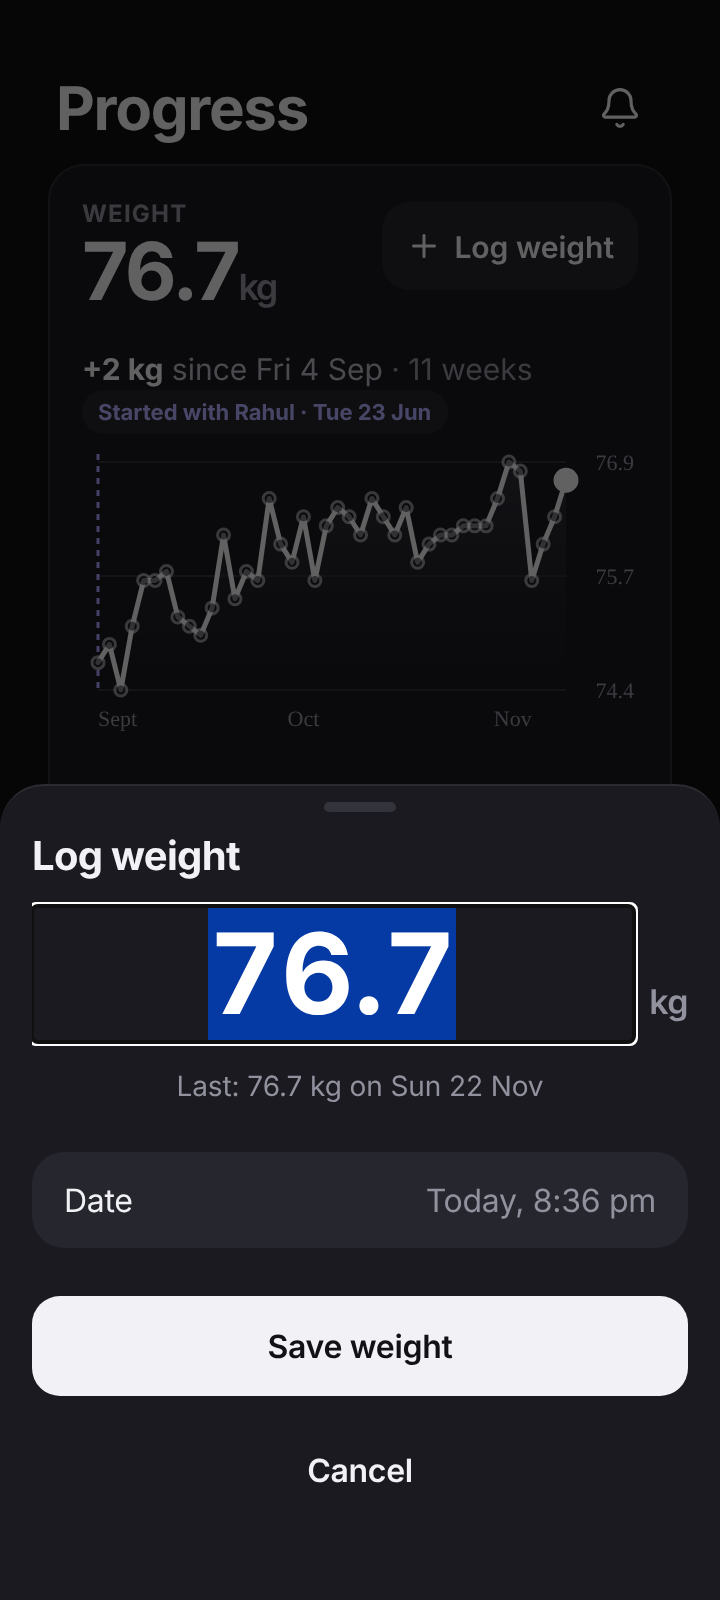 Progress
WEIGHT
76.7kg
Log weight
+2 kg since Fri 4 Sep · 11 weeks
Started with Rahul · Tue 23 Jun
76.9
75.7
74.4
Sept Oct Nov
Log weight
76.7 kg
Last: 76.7 kg on Sun 22 Nov
Date Today, 8:36 pm
Save weight
Cancel